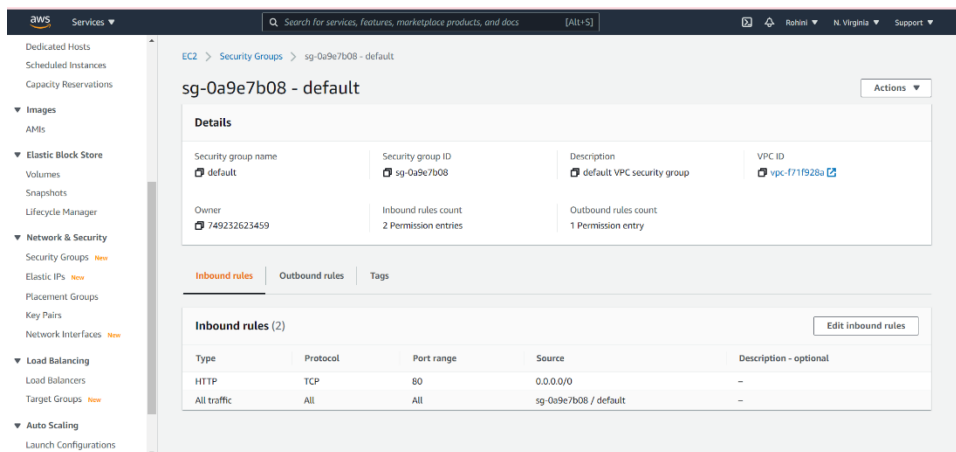 aws Services ▼ Search for services, features, marketplace products, and docs [Alt+S] Rohini ▼ N. Virginia ▼ Support ▼
Dedicated Hosts
Scheduled Instances
Capacity Reservations
Images
AMIs
Elastic Block Store
Volumes
Snapshots
Lifecycle Manager
Network & Security
Security Groups New
Elastic IPs New
Placement Groups
Key Pairs
Network Interfaces New
Load Balancing
Load Balancers
Target Groups New
Auto Scaling
Launch Configurations
EC2 > Security Groups > sg-0a9e7b08 - default
sg-0a9e7b08 - default
Actions ▼
Details
Security group name Security group ID Description VPC ID
default sg-0a9e7b08 default VPC security group vpc-f71f928a
Owner Inbound rules count Outbound rules count
749232623459 2 Permission entries 1 Permission entry
Inbound rules Outbound rules Tags
Inbound rules (2) Edit inbound rules
Type Protocol Port range Source Description - optional
HTTP TCP 80 0.0.0.0/0 –
All traffic All All sg-0a9e7b08 / default –